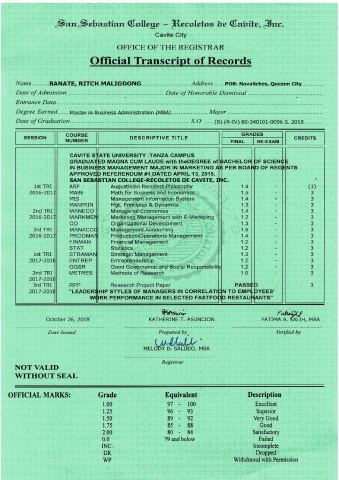 San Sebastian College - Recoletos de Cavite, Inc.
Cavite City
OFFICE OF THE REGISTRAR
Official Transcript of Records
Name BANATE, RITCH MALIGDONG Address POB: Novaliches, Quezon City
Date of Admission Date of Honorable Dismissal
Entrance Data
Degree Earned Master in Business Administration (MBA) Major
Date of Graduation S.O. (B) (R-IV) 80-340101-0096 S. 2018
SESSION COURSE NUMBER DESCRIPTIVE TITLE GRADES FINAL RE-EXAM CREDITS
CAVITE STATE UNIVERSITY .TANZA CAMPUS
GRADUATED MAGNA CUM LAUDE with theDEGREE of BACHELOR OF SCIENCE
IN BUSINESS MANAGEMENT MAJOR IN MARKETING AS PER BOARD OF REGENTS
APPROVED REFERENDUM #1 DATED APRIL 13, 2015.
SAN SEBASTIAN COLLEGE-RECOLETOS DE CAVITE, INC.
1st TRI ARP Augustinian Recollect Philosophy 1.4 - (1)
2016-2017 MABE Math for Business and Economics 1.5 - 3
MIS Management Information System 1.4 - 3
MANPRIN Mgt. Principles & Dynamics 1.3 - 3
2nd TRI MANECO Managerial Economics 1.4 - 3
2016-2017 MARKMEW Marketing Management with E-Marketing 1.2 - 3
Organizational Development 1.2 - 3
3rd TRI MANACCO Management Accounting 1.6 - 3
2016-2017 PRODMAN Production/Operations Management 1.4 - 3
FINMAN Financial Management 1.2 - 3
STAT Statistics 1.2 - 3
1st TRI STRAMAN Strategic Management 1.3 - 3
2017-2018 ENTREP Entrepreneurship 1.2 - 3
GGSR Good Governance and Social Responsibility 1.2 - 3
2nd TRI METRES Methods of Research 1.0 - 3
2017-2018
3rd TRI RPP Research Project Paper PASSED 3
2017-2018 "LEADERSHIP STYLES OF MANAGERS IN CORRELATION TO EMPLOYEES'
WORK PERFORMANCE IN SELECTED FASTFOOD RESTAURANTS"
October 26, 2018 KATHERINE T. ASUNCION FATIMA A. SALIH, MBA
Date Issued Prepared by Verified by
MELODY D. SALIBIO, MBA
Registrar
NOT VALID
WITHOUT SEAL
OFFICIAL MARKS: Grade Equivalent Description
1.00 97 - 100 Excellent
1.25 96 - 93 Superior
1.50 89 - 92 Very Good
1.75 85 - 88 Good
2.00 80 - 84 Satisfactory
0.0 79 and below Failed
INC. Incomplete
DR Dropped
WP Withdrawal with Permission